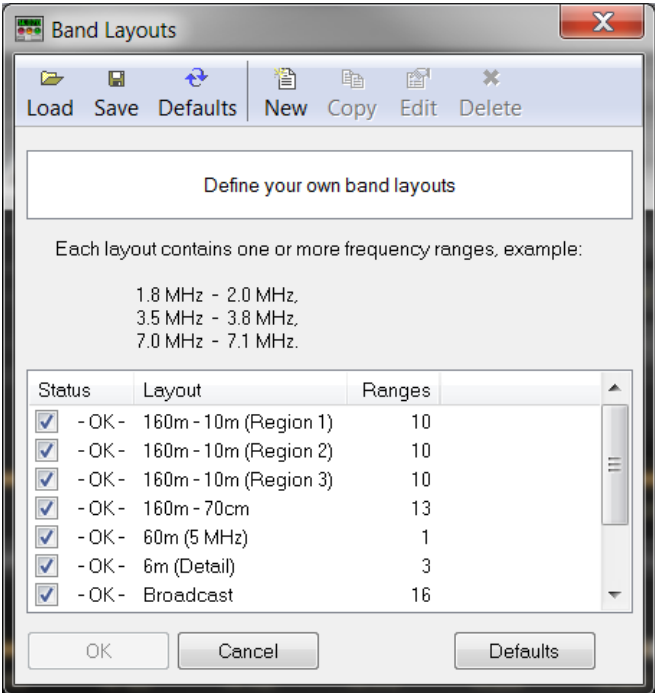 Band Layouts
Load Save Defaults New Copy Edit Delete
Define your own band layouts
Each layout contains one or more frequency ranges, example:
1.8 MHz - 2.0 MHz,
3.5 MHz - 3.8 MHz,
7.0 MHz - 7.1 MHz.
Status Layout Ranges
- OK - 160m - 10m (Region 1) 10
- OK - 160m - 10m (Region 2) 10
- OK - 160m - 10m (Region 3) 10
- OK - 160m - 70cm 13
- OK - 60m (5 MHz) 1
- OK - 6m (Detail) 3
- OK - Broadcast 16
OK Cancel Defaults